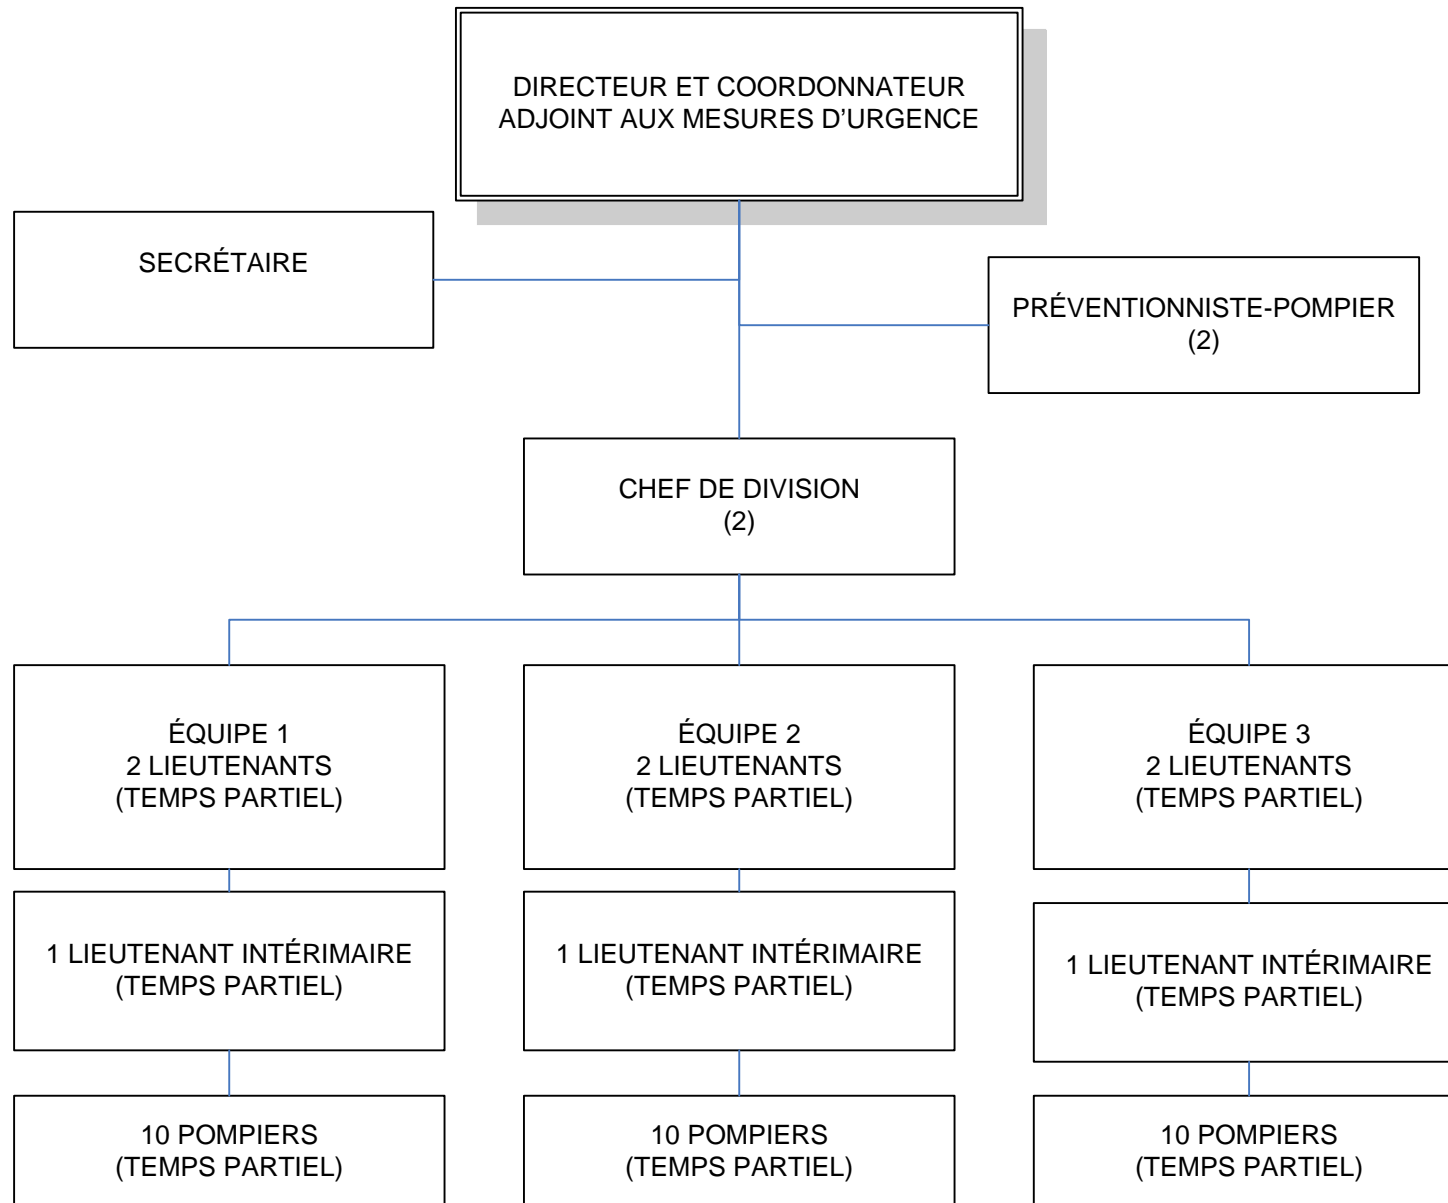 DIRECTEUR ET COORDONNATEUR
ADJOINT AUX MESURES D’URGENCE
SECRÉTAIRE
PRÉVENTIONNISTE-POMPIER
(2)
CHEF DE DIVISION
(2)
ÉQUIPE 1
2 LIEUTENANTS
(TEMPS PARTIEL)
ÉQUIPE 2
2 LIEUTENANTS
(TEMPS PARTIEL)
ÉQUIPE 3
2 LIEUTENANTS
(TEMPS PARTIEL)
1 LIEUTENANT INTÉRIMAIRE
(TEMPS PARTIEL)
1 LIEUTENANT INTÉRIMAIRE
(TEMPS PARTIEL)
1 LIEUTENANT INTÉRIMAIRE
(TEMPS PARTIEL)
10 POMPIERS
(TEMPS PARTIEL)
10 POMPIERS
(TEMPS PARTIEL)
10 POMPIERS
(TEMPS PARTIEL)